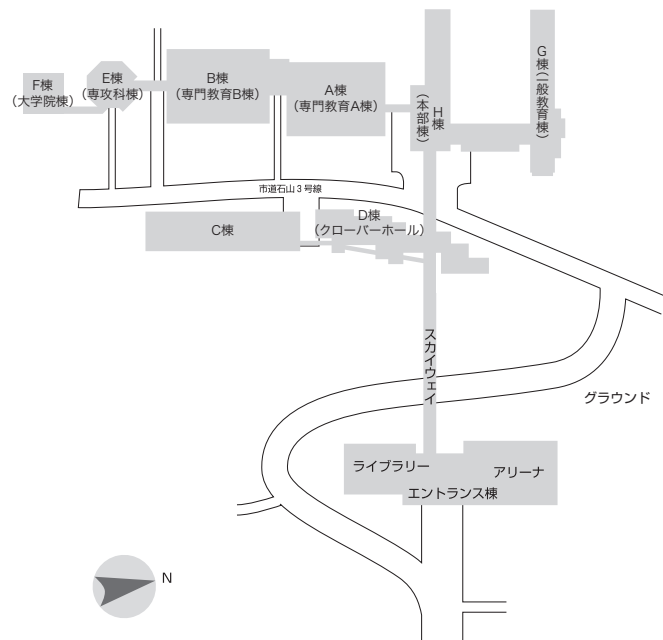 F棟
（大学院棟）
E棟
（専攻科棟）
B棟
（専門教育B棟）
A棟
（専門教育A棟）
H棟
（本部棟）
G棟（一般教育棟）
市道石山3号線
C棟
D棟
（クローバーホール）
スカイウェイ
グラウンド
ライブラリー
アリーナ
エントランス棟
N